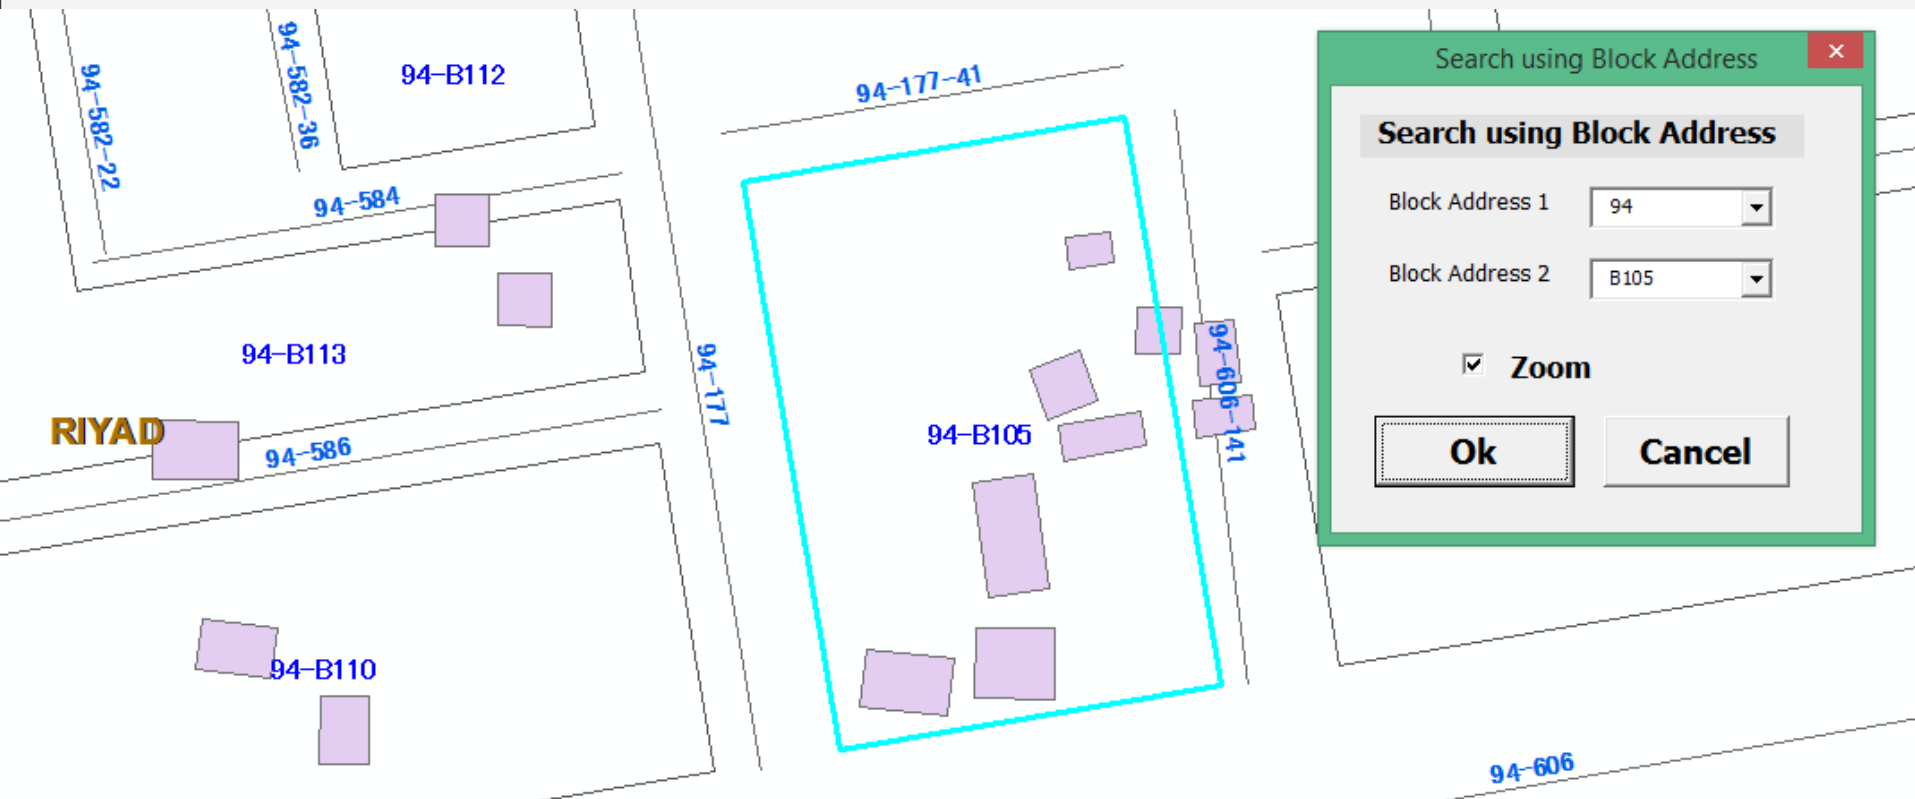 94-582-22
94-582-36
94-B112
94-584
94-B113
RIYAD
94-586
94-B110
94-177
94-177-41
94-B105
94-606-141
94-606
Search using Block Address
×
Search using Block Address
Block Address 1 94
Block Address 2 B105
Zoom
Ok Cancel